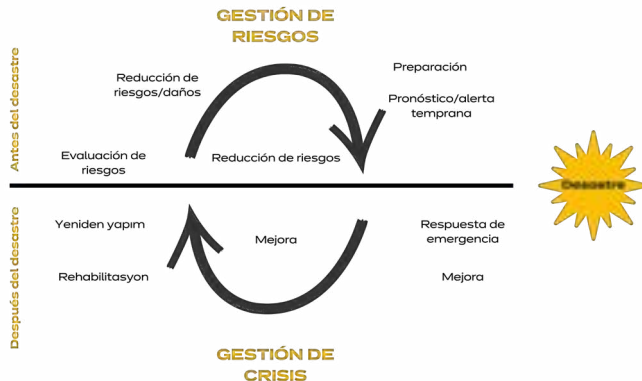 GESTIÓN DE
RIESGOS
Antes del desastre
Reducción de
riesgos/daños
Preparación
Pronóstico/alerta
temprana
Evaluación de
riesgos
Reducción de riesgos
Desastre
Después del desastre
Yeniden yapım
Mejora
Respuesta de
emergencia
Rehabilitasyon
Mejora
GESTIÓN DE
CRISIS